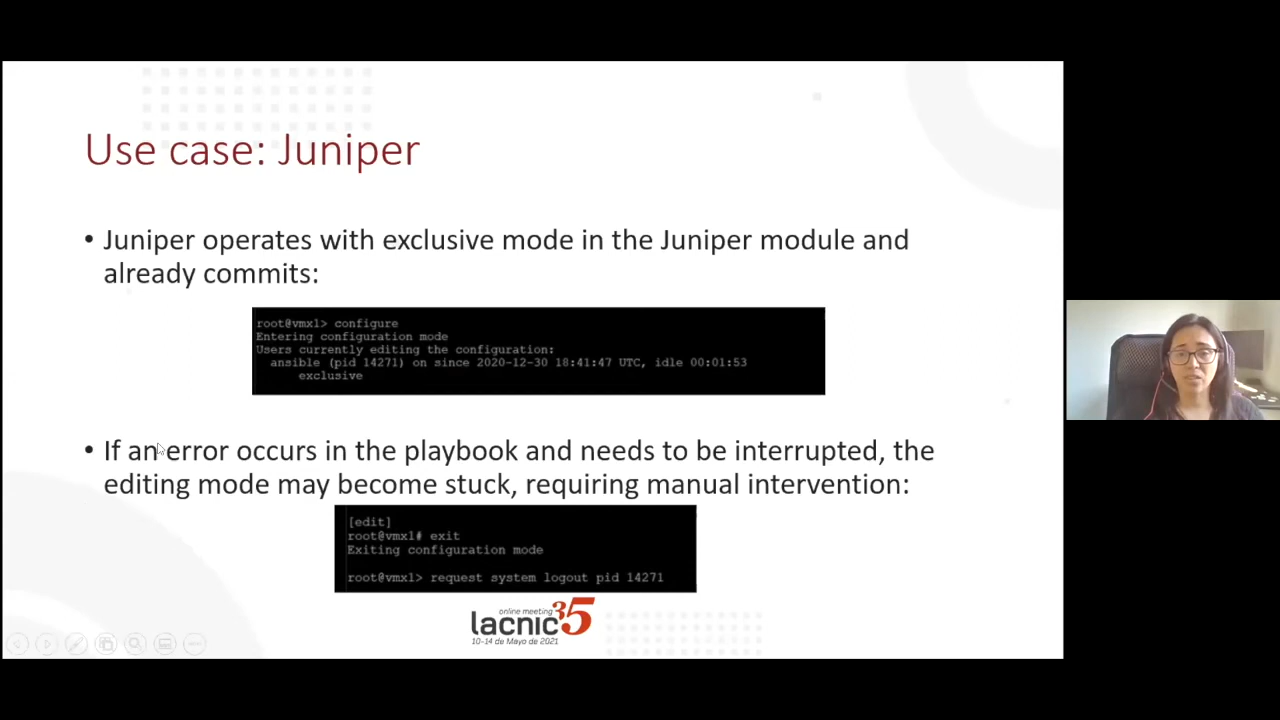 Use case: Juniper
• Juniper operates with exclusive mode in the Juniper module and
already commits:
root@vmx1> configure
Entering configuration mode
Users currently editing the configuration:
ansible (pid 14271) on since 2020-12-30 18:41:47 UTC, idle 00:01:53
exclusive
• If an error occurs in the playbook and needs to be interrupted, the
editing mode may become stuck, requiring manual intervention:
[edit]
root@vmx1# exit
Exiting configuration mode
root@vmx1> request system logout pid 14271
online meeting
lacnic 35
10-14 de Mayo de 2021